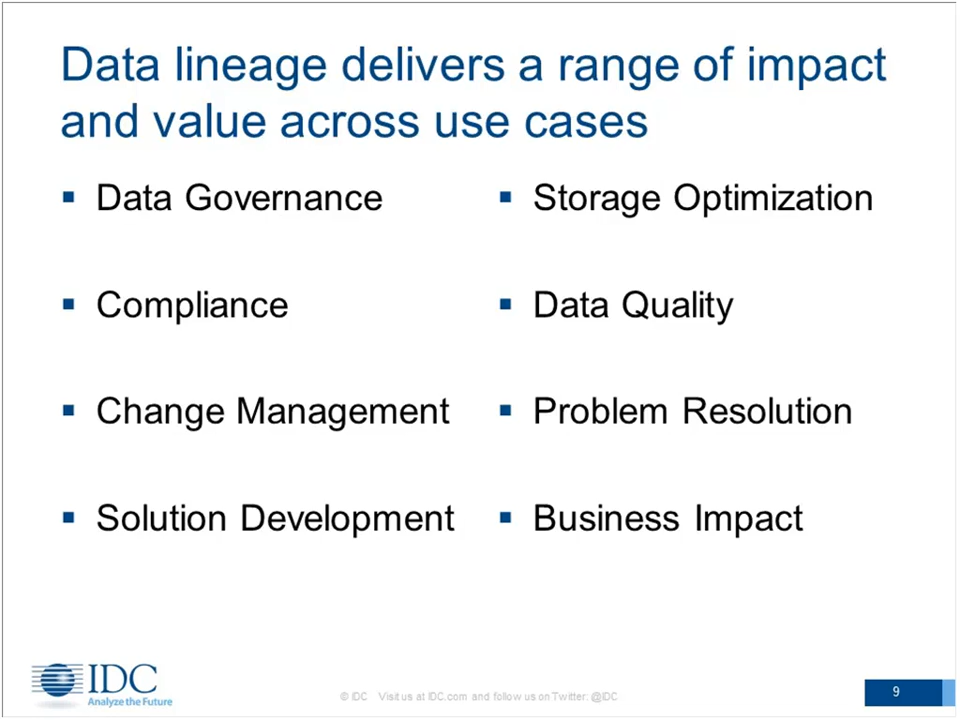 Data lineage delivers a range of impact
and value across use cases
▪ Data Governance
▪ Compliance
▪ Change Management
▪ Solution Development
▪ Storage Optimization
▪ Data Quality
▪ Problem Resolution
▪ Business Impact
IDC
Analyze the Future
© IDC Visit us at IDC.com and follow us on Twitter: @IDC
9